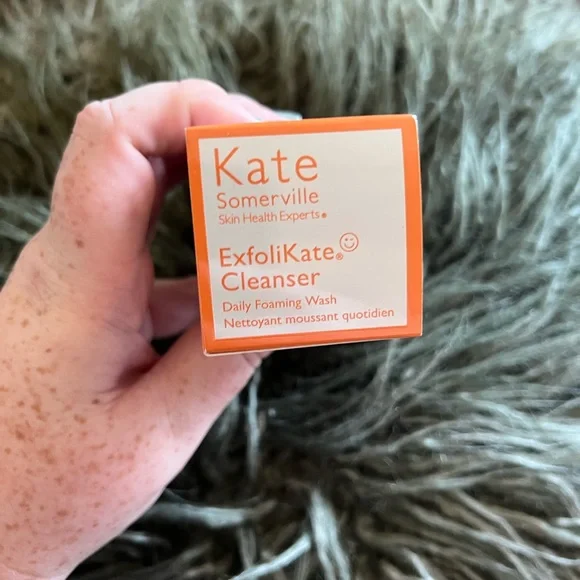 Kate
Somerville
Skin Health Experts®
ExfoliKate®
Cleanser
Daily Foaming Wash
Nettoyant moussant quotidien